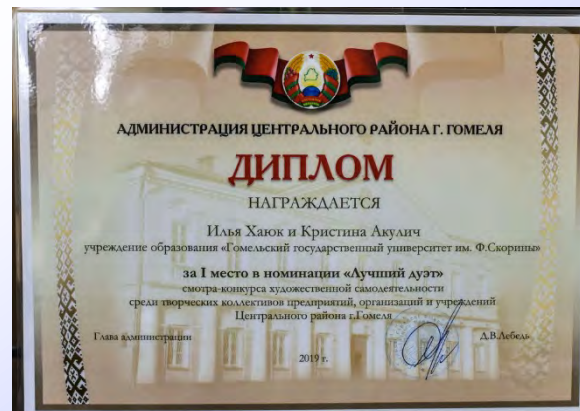 АДМИНИСТРАЦИЯ ЦЕНТРАЛЬНОГО РАЙОНА Г. ГОМЕЛЯ
ДИПЛОМ
НАГРАЖДАЕТСЯ
Илья Хаюк и Кристина Акулич
учреждение образования «Гомельский государственный университет им. Ф.Скорины»
за I место в номинации «Лучший дуэт»
смотра-конкурса художественной самодеятельности
среди творческих коллективов предприятий, организаций и учреждений
Центрального района г.Гомеля
Глава администрации Д.В.Лебедь
2019 г.